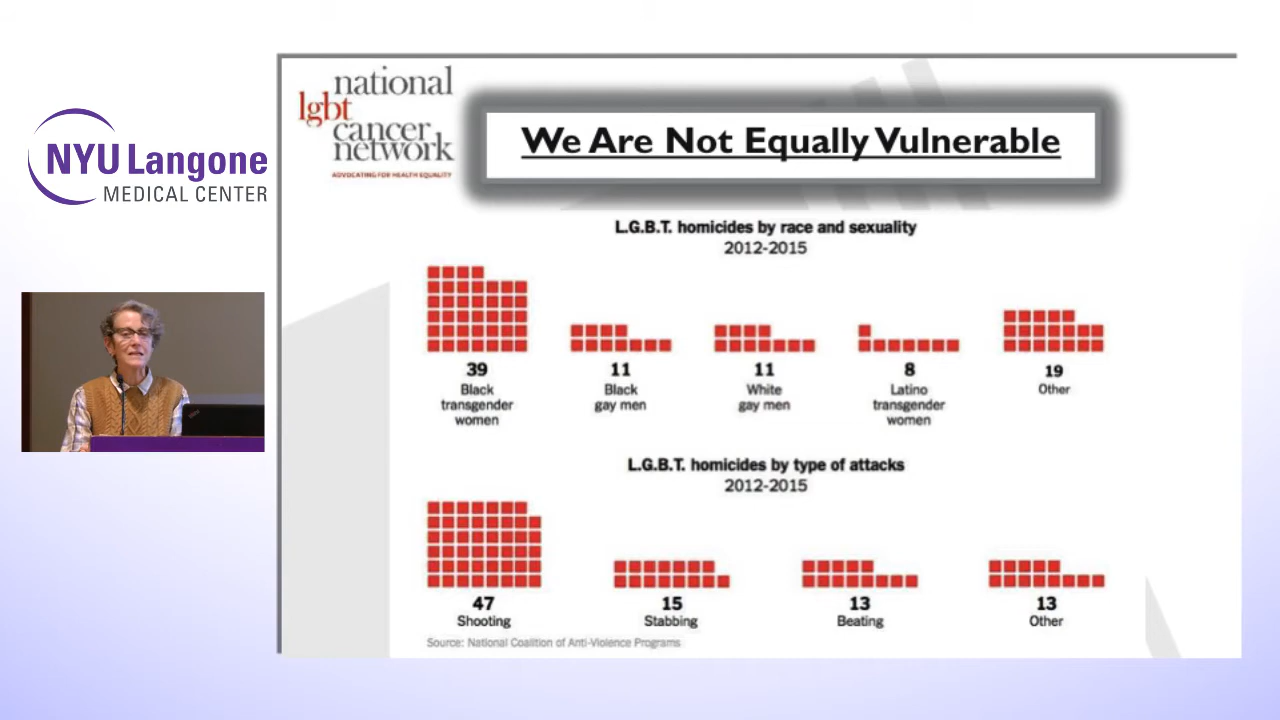 national
lgbt
cancer
network
ADVOCATING FOR HEALTH EQUALITY
We Are Not Equally Vulnerable
NYU Langone
MEDICAL CENTER
L.G.B.T. homicides by race and sexuality
2012-2015
39
Black
transgender
women
11
Black
gay men
11
White
gay men
8
Latino
transgender
women
19
Other
L.G.B.T. homicides by type of attacks
2012-2015
47
Shooting
15
Stabbing
13
Beating
13
Other
Source: National Coalition of Anti-Violence Programs